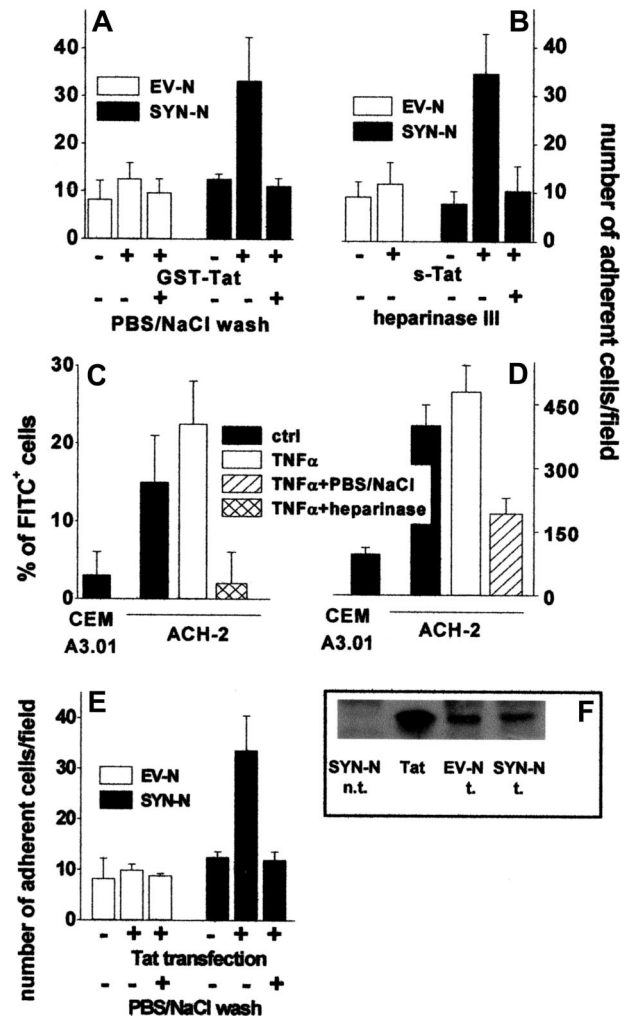 A
B
40
30
20
10
0
EV-N
SYN-N
EV-N
SYN-N
40
30
20
10
0
- + + - + +
GST-Tat
- - + - - +
PBS/NaCl wash
- + - + +
s-Tat
- - - - +
heparinase III
number of adherent cells/field
C
D
30
20
10
0
% of FITC+ cells
ctrl
TNFα
TNFα+PBS/NaCl
TNFα+heparinase
450
300
150
0
CEM
A3.01
ACH-2
CEM
A3.01
ACH-2
E
number of adherent cells/field
40
30
20
10
0
EV-N
SYN-N
- + + - + +
Tat transfection
- - + - - +
PBS/NaCl wash
F
SYN-N Tat EV-N SYN-N
n.t. t. t.